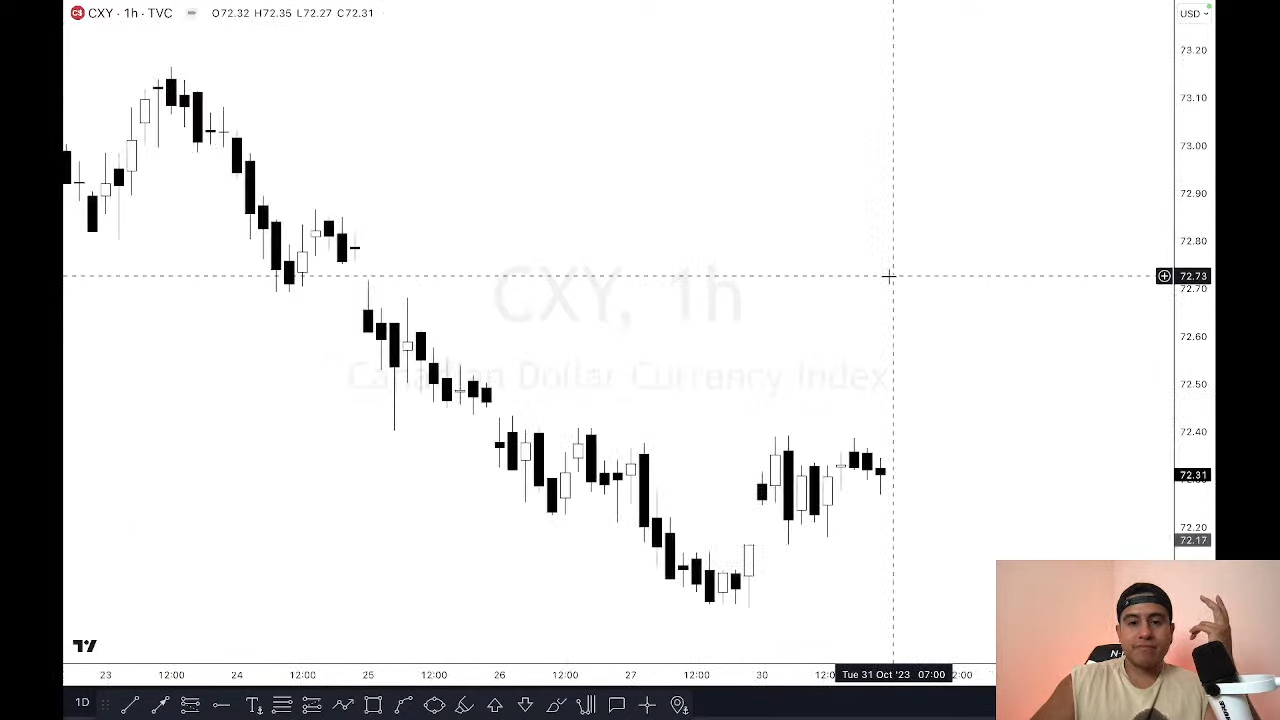 CXY · 1h · TVC O72.32 H72.35 L72.27 C72.31
USD
73.20
73.10
73.00
72.90
72.80
72.73
72.70
72.60
72.50
72.40
72.31
72.20
72.17
CXY, 1h
Canadian Dollar Currency Index
23 12:00 24 12:00 25 12:00 26 12:00 27 12:00 30 Tue 31 Oct '23 07:00
1D